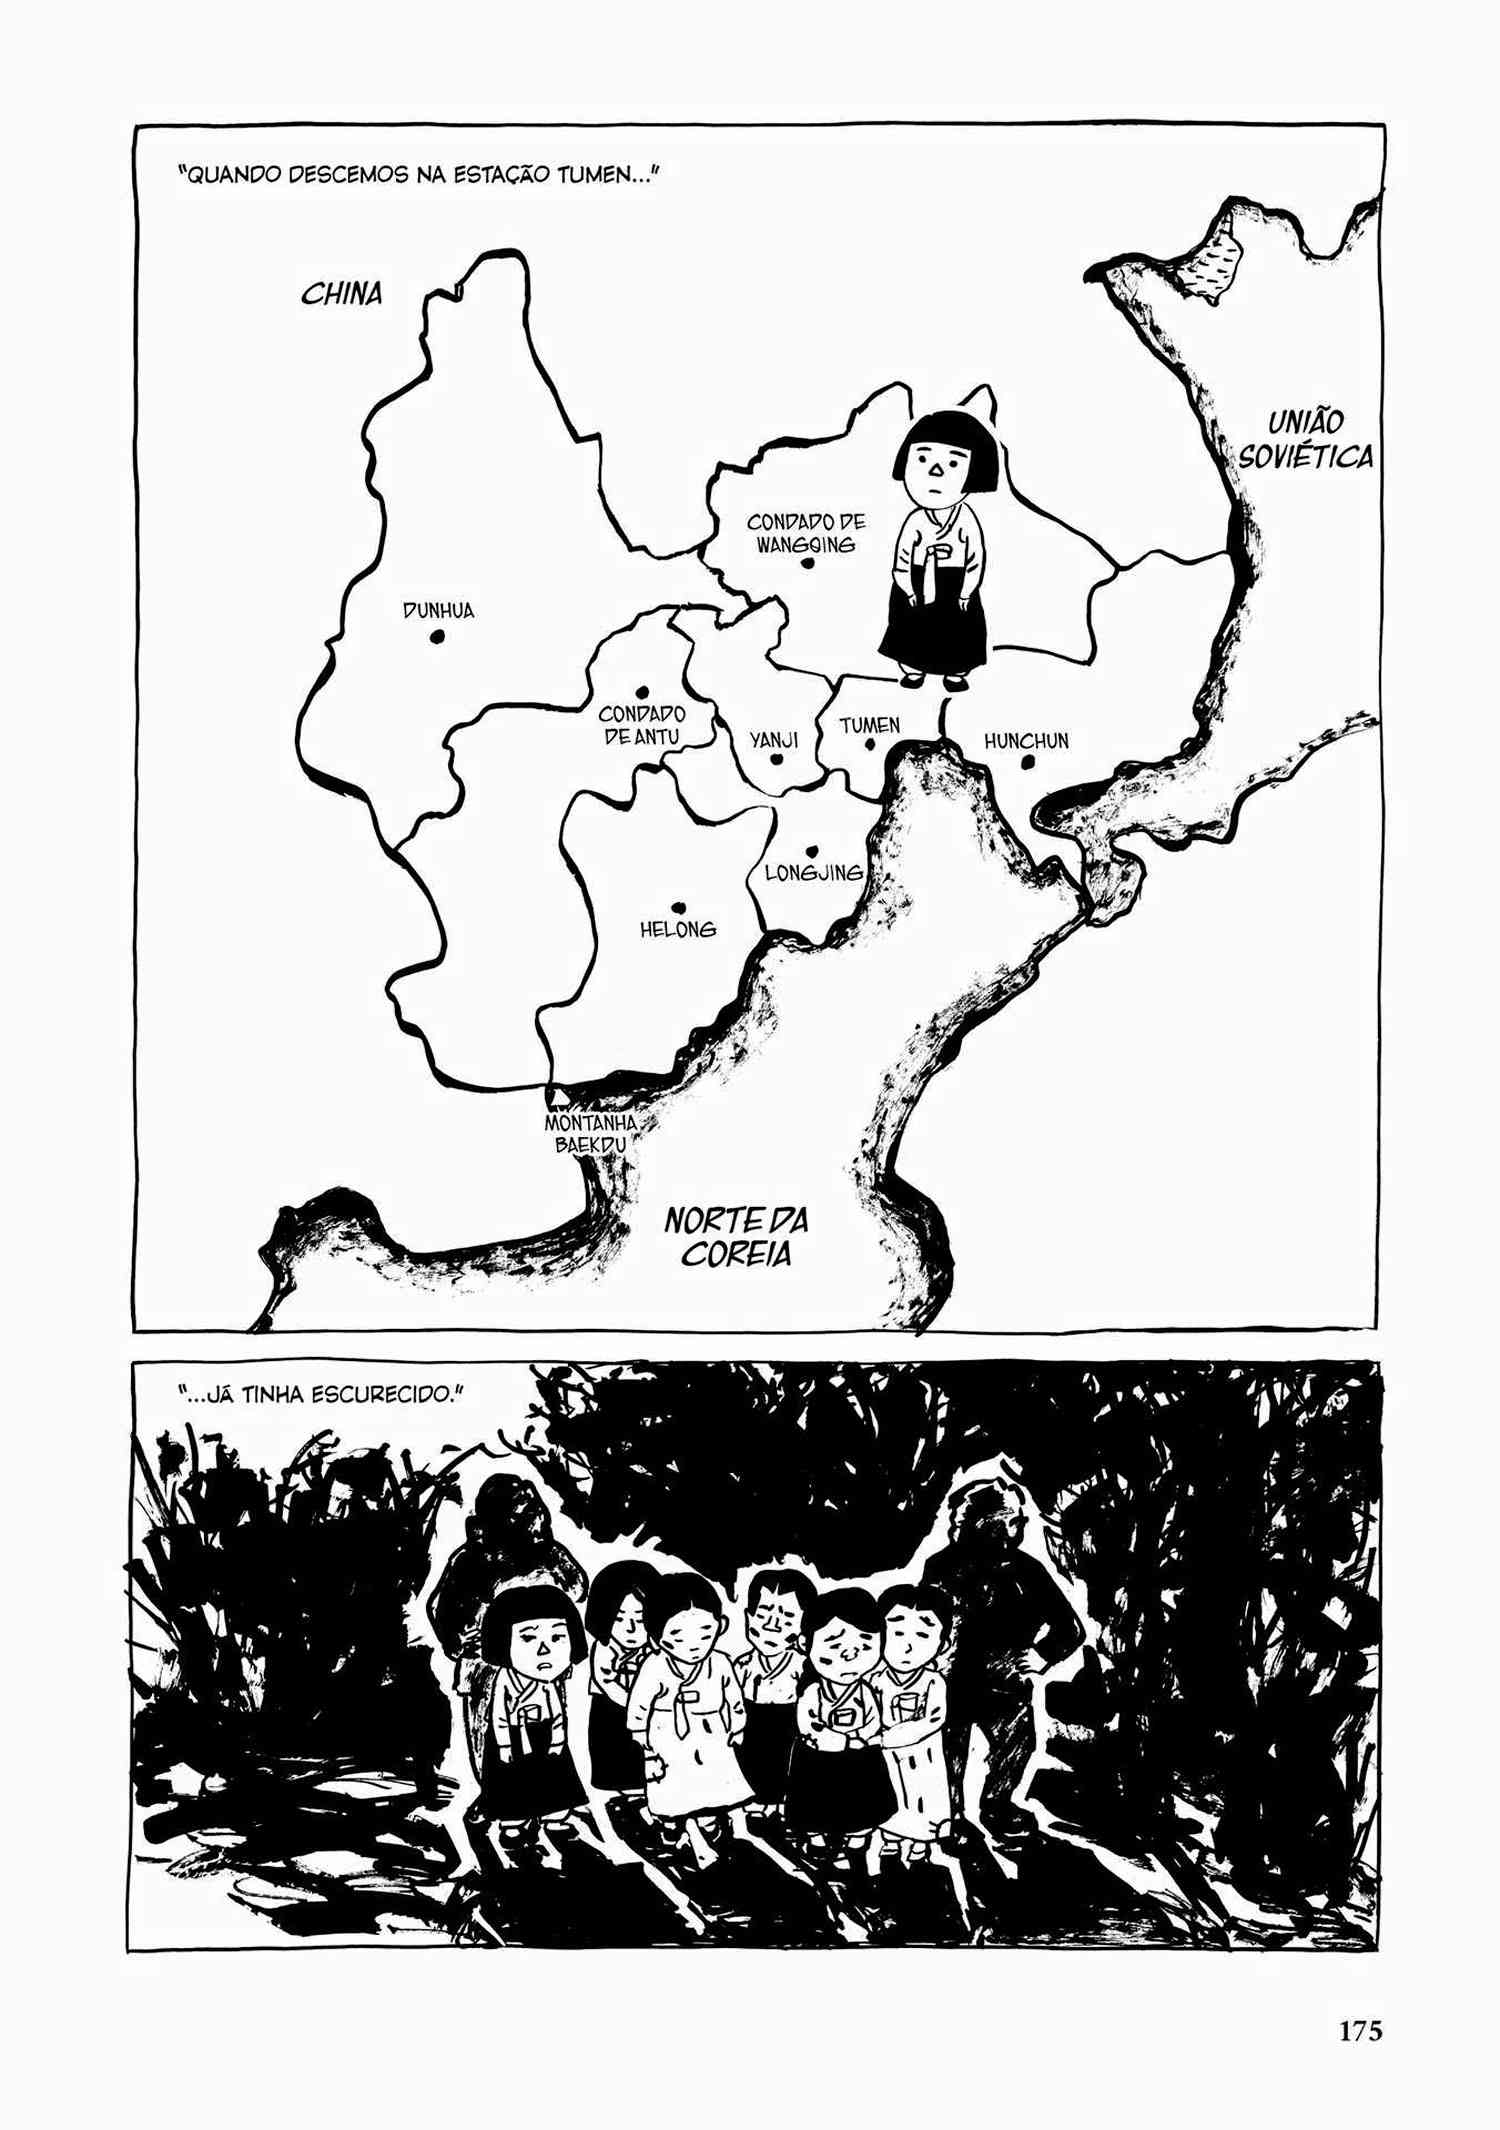 "QUANDO DESCEMOS NA ESTAÇÃO TUMEN..."
CHINA
UNIÃO
SOVIÉTICA
CONDADO DE
WANGQING
DUNHUA
CONDADO
DE ANTU
YANJI
TUMEN
HUNCHUN
LONGJING
HELONG
MONTANHA
BAEKDU
NORTE DA
COREIA
"...JÁ TINHA ESCURECIDO."
175